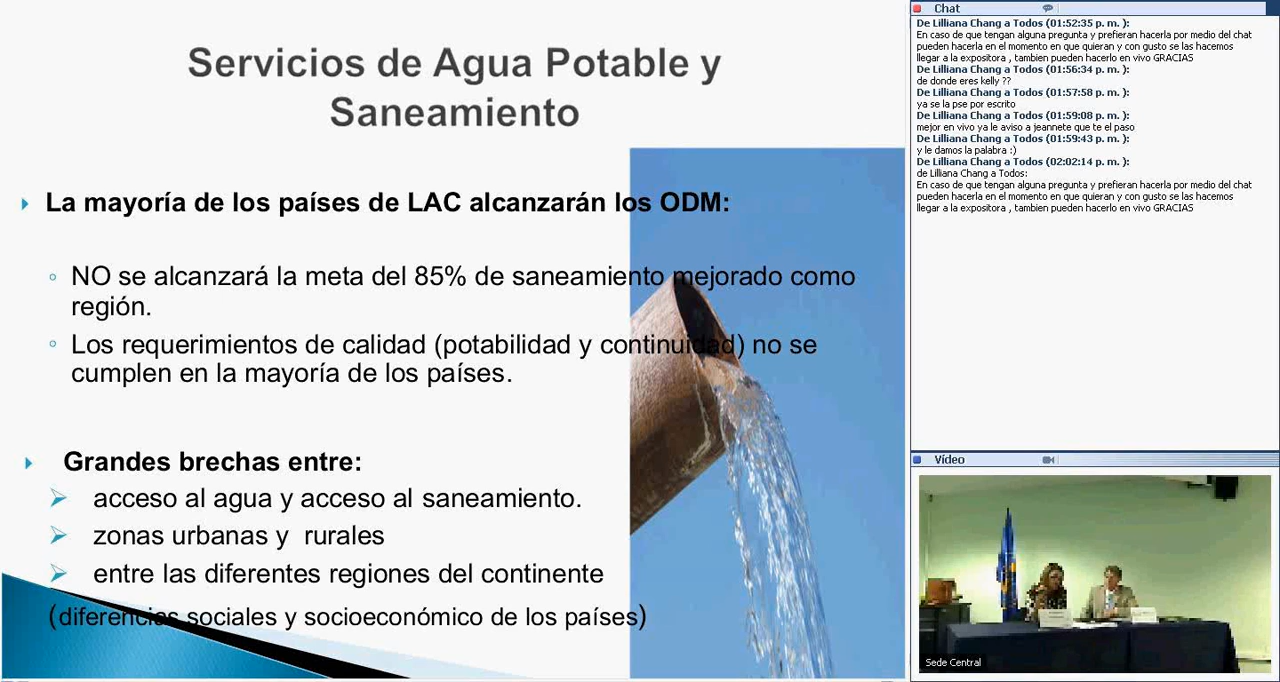 Servicios de Agua Potable y
Saneamiento
La mayoría de los países de LAC alcanzarán los ODM:
NO se alcanzará la meta del 85% de saneamiento mejorado como
región.
Los requerimientos de calidad (potabilidad y continuidad) no se
cumplen en la mayoría de los países.
Grandes brechas entre:
acceso al agua y acceso al saneamiento.
zonas urbanas y rurales
entre las diferentes regiones del continente
(diferencias sociales y socioeconómico de los países)
Chat
De Lilliana Chang a Todos (01:52:35 p. m. ):
En caso de que tengan alguna pregunta y prefieran hacerla por medio del chat
pueden hacerla en el momento en que quieran y con gusto se las hacemos
llegar a la expositora , tambien pueden hacerlo en vivo GRACIAS
De Lilliana Chang a Todos (01:56:34 p. m. ):
de donde eres kelly ??
De Lilliana Chang a Todos (01:57:58 p. m. ):
ya se la pse por escrito
De Lilliana Chang a Todos (01:59:08 p. m. ):
mejor en vivo ya le aviso a jeannete que te el paso
De Lilliana Chang a Todos (01:59:43 p. m. ):
y le damos la palabra :)
De Lilliana Chang a Todos (02:02:14 p. m. ):
de Lilliana Chang a Todos:
En caso de que tengan alguna pregunta y prefieran hacerla por medio del chat
pueden hacerla en el momento en que quieran y con gusto se las hacemos
llegar a la expositora , tambien pueden hacerlo en vivo GRACIAS
Vídeo
Sede Central